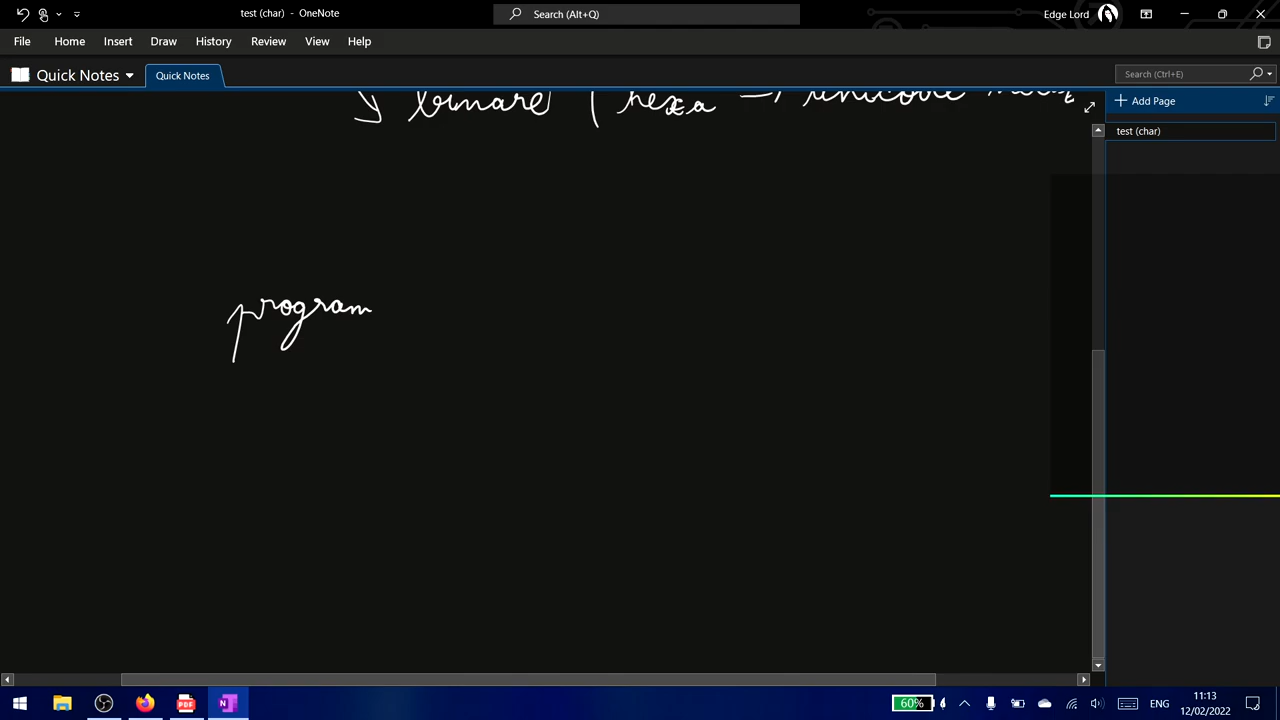 test (char) - OneNote
Search (Alt+Q)
Edge Lord
File Home Insert Draw History Review View Help
Quick Notes
Quick Notes
Search (Ctrl+E)
binare hexa → unicode
Add Page
test (char)
program
60%
ENG
11:13
12/02/2022